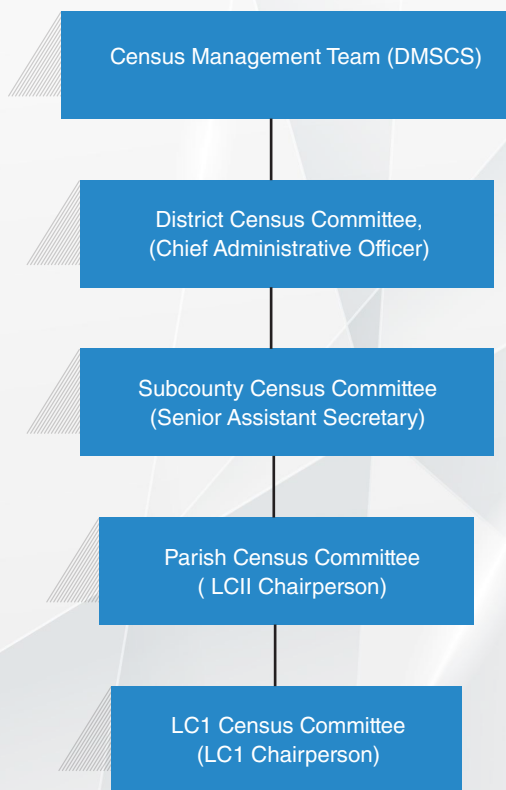 Census Management Team (DMSCS)
District Census Committee,
(Chief Administrative Officer)
Subcounty Census Committee
(Senior Assistant Secretary)
Parish Census Committee
( LCII Chairperson)
LC1 Census Committee
(LC1 Chairperson)